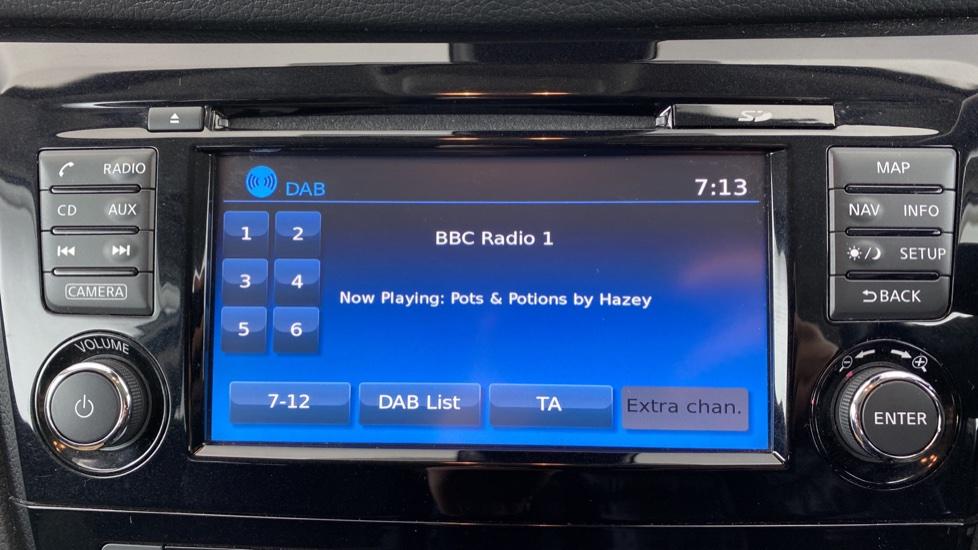 SD
RADIO
CD AUX
CAMERA
VOLUME
DAB 7:13
1 2
3 4
5 6
BBC Radio 1
Now Playing: Pots & Potions by Hazey
7-12 DAB List TA Extra chan.
MAP
NAV INFO
SETUP
BACK
ENTER